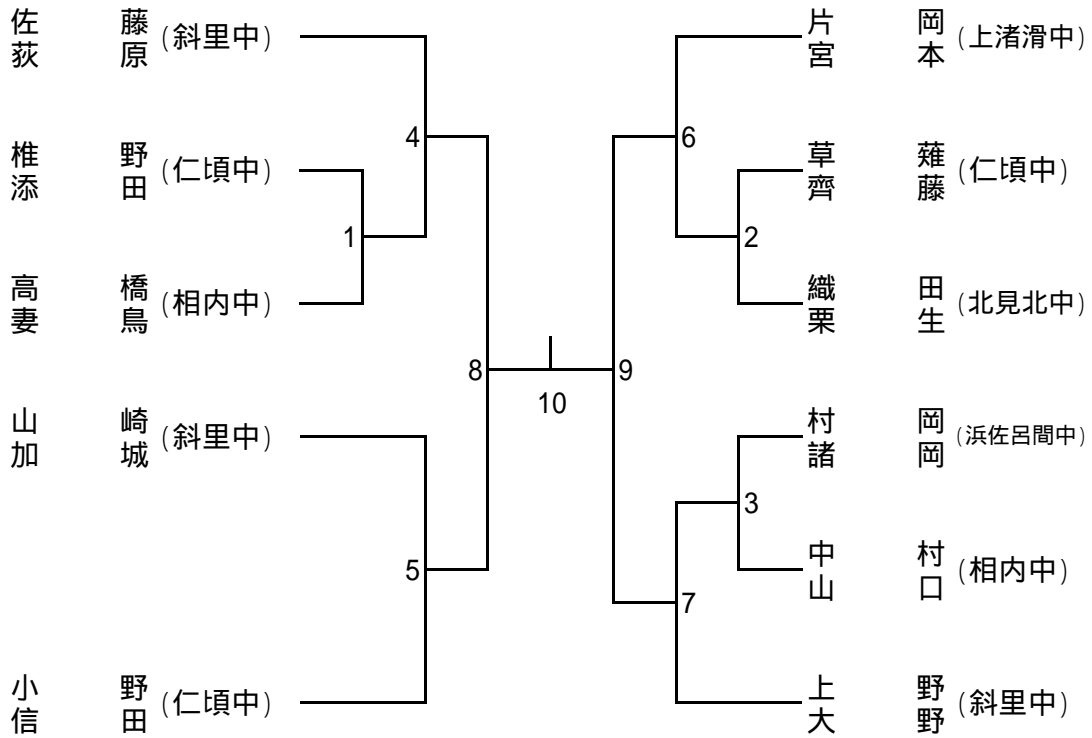 佐 藤 (斜里中)
荻 原
4
椎 野 (仁頃中)
添 田
1
高 橋 (相内中)
妻 鳥
8
山 崎 (斜里中)
加 城
5
小 野 (仁頃中)
信 田
10
片 岡 (上渚滑中)
宮 本
6
草 薙 (仁頃中)
齊 藤
2
織 田 (北見北中)
栗 生
9
村 岡 (浜佐呂間中)
諸 岡
3
中 村 (相内中)
山 口
7
上 野 (斜里中)
大 野